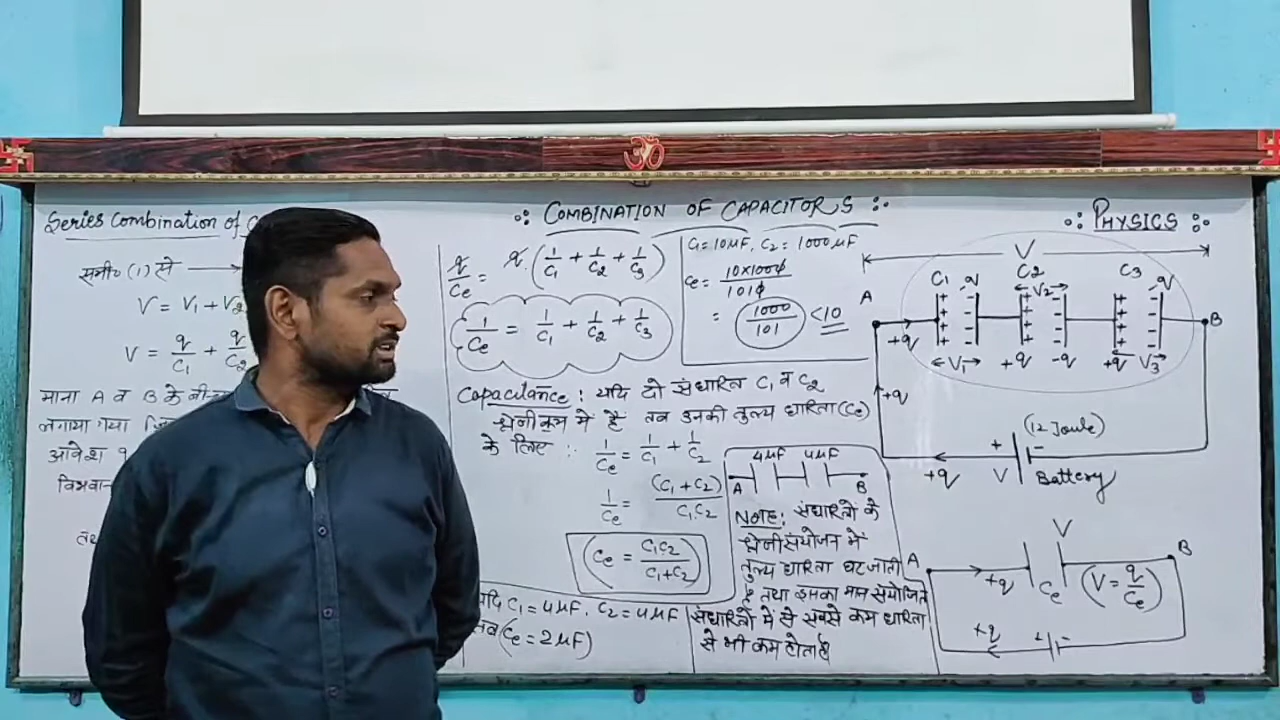 Series Combination of
समी० (1) से
V = V₁ + V₂
V = q/C₁ + q/C₂
माना A व B के बीच
लगाया गया
आवेश q
∴ COMBINATION OF CAPACITORS ∴
q/Ce = q (1/C₁ + 1/C₂ + 1/C₃)
1/Ce = 1/C₁ + 1/C₂ + 1/C₃
C₁ = 10μF, C₂ = 1000μF
Ce = 10×1000/1010
= 1000/101 < 10
Capacitance : यदि दो संधारित्र C₁ व C₂
श्रेणीक्रम में है तब उनकी तुल्य धारिता (Ce)
के लिए :
1/Ce = 1/C₁ + 1/C₂
1/Ce = (C₁ + C₂)/C₁.C₂
(Ce = C₁C₂/C₁+C₂)
यदि C₁ = 4μF, C₂ = 4μF
तब (Ce = 2μF)
4μF 4μF
A B
Note: संधारित्रों के
श्रेणी संयोजन में
तुल्य धारिता घट जाती
है तथा इसका मान संयोजित
संधारित्रों में से सबसे कम धारिता
से भी कम होता है
∴ PHYSICS ∴
V
C₁ q C₂ C₃ q
V₂
A B
+q +q -q +q
V₁ V₃
+q
(12 Joule)
+ -
+q V Battery
V
A B
+q Ce (V = q/Ce)
+q + -